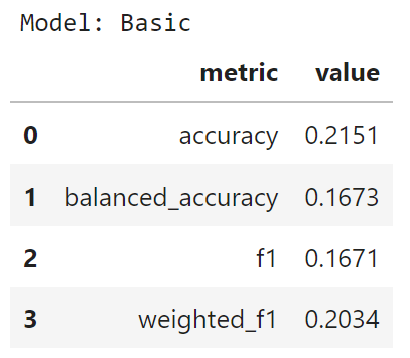 Model: Basic
metric value
0 accuracy 0.2151
1 balanced_accuracy 0.1673
2 f1 0.1671
3 weighted_f1 0.2034